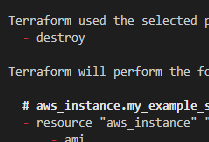 Terraform used the selected p
- destroy
Terraform will perform the fo
# aws_instance.my_example_s
- resource "aws_instance" "
- ami